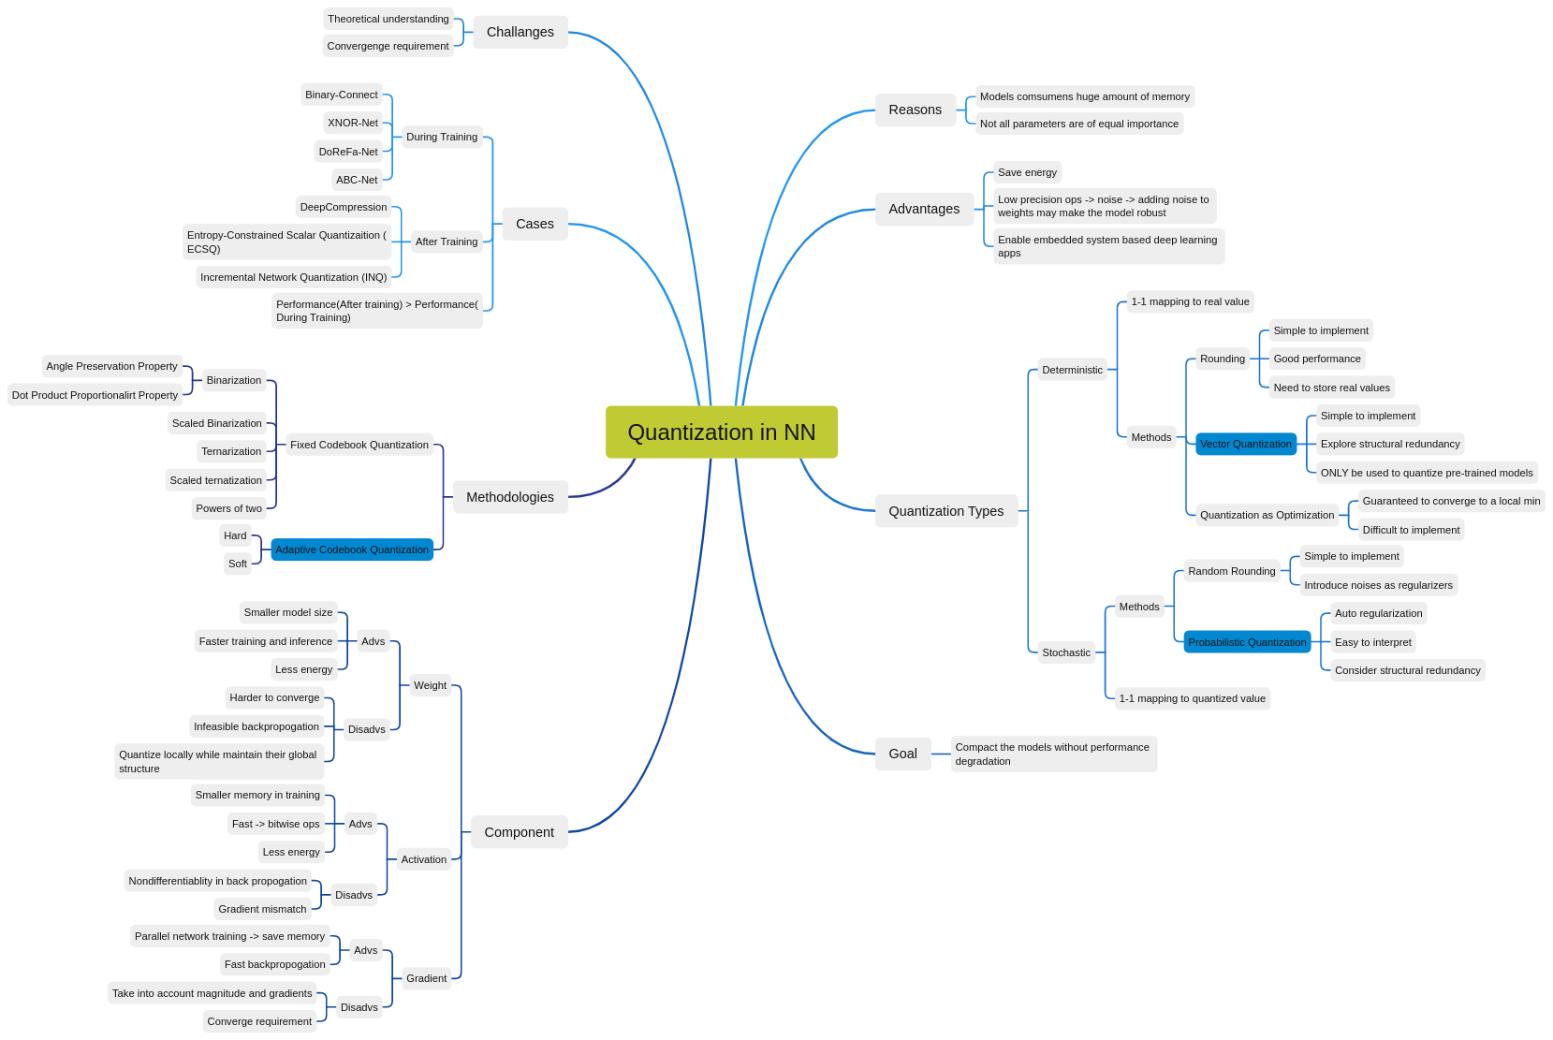 Quantization in NN
Challanges
Theoretical understanding
Convergenge requirement
Cases
During Training
Binary-Connect
XNOR-Net
DoReFa-Net
ABC-Net
After Training
DeepCompression
Entropy-Constrained Scalar Quantizaition (
ECSQ)
Incremental Network Quantization (INQ)
Performance(After training) > Performance(
During Training)
Methodologies
Fixed Codebook Quantization
Binarization
Angle Preservation Property
Dot Product Proportionalirt Property
Scaled Binarization
Ternarization
Scaled ternatization
Powers of two
Adaptive Codebook Quantization
Hard
Soft
Component
Weight
Advs
Smaller model size
Faster training and inference
Less energy
Disadvs
Harder to converge
Infeasible backpropogation
Quantize locally while maintain their global
structure
Activation
Advs
Smaller memory in training
Fast -> bitwise ops
Less energy
Disadvs
Nondifferentiablity in back propogation
Gradient mismatch
Gradient
Advs
Parallel network training -> save memory
Fast backpropogation
Disadvs
Take into account magnitude and gradients
Converge requirement
Reasons
Models comsumens huge amount of memory
Not all parameters are of equal importance
Advantages
Save energy
Low precision ops -> noise -> adding noise to
weights may make the model robust
Enable embedded system based deep learning
apps
Quantization Types
Deterministic
1-1 mapping to real value
Methods
Rounding
Simple to implement
Good performance
Need to store real values
Vector Quantization
Simple to implement
Explore structural redundancy
ONLY be used to quantize pre-trained models
Quantization as Optimization
Guaranteed to converge to a local min
Difficult to implement
Stochastic
Methods
Random Rounding
Simple to implement
Introduce noises as regularizers
Probabilistic Quantization
Auto regularization
Easy to interpret
Consider structural redundancy
1-1 mapping to quantized value
Goal
Compact the models without performance
degradation